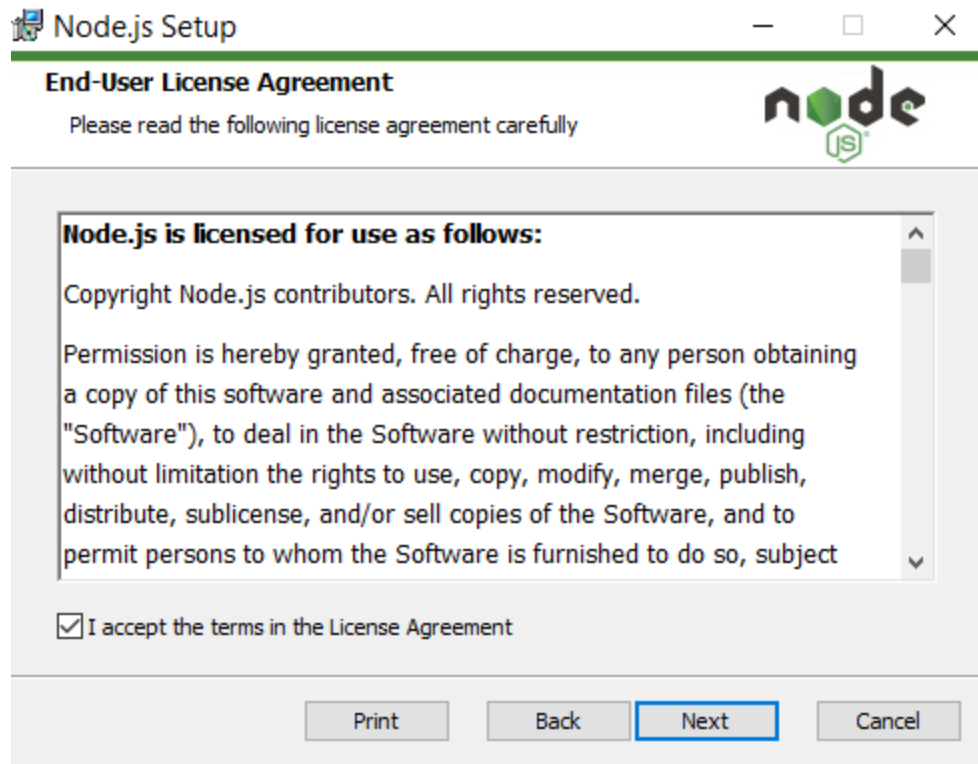 Node.js Setup
End-User License Agreement
Please read the following license agreement carefully
node
JS
Node.js is licensed for use as follows:
Copyright Node.js contributors. All rights reserved.
Permission is hereby granted, free of charge, to any person obtaining
a copy of this software and associated documentation files (the
"Software"), to deal in the Software without restriction, including
without limitation the rights to use, copy, modify, merge, publish,
distribute, sublicense, and/or sell copies of the Software, and to
permit persons to whom the Software is furnished to do so, subject
I accept the terms in the License Agreement
Print Back Next Cancel